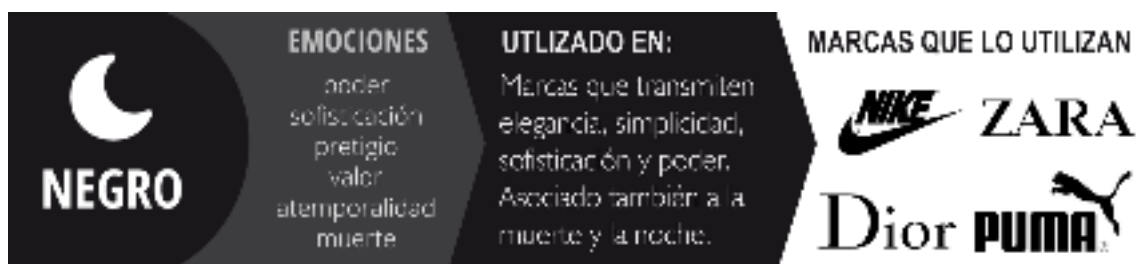 NEGRO
EMOCIONES
poder
sofisticación
pretigio
valor
atemporalidad
muerte
UTLIZADO EN:
Marcas que transmiten
elegancia, simplicidad,
sofisticación y poder.
Asociado también a la
muerte y la noche.
MARCAS QUE LO UTILIZAN
NIKE ZARA
Dior PUMA